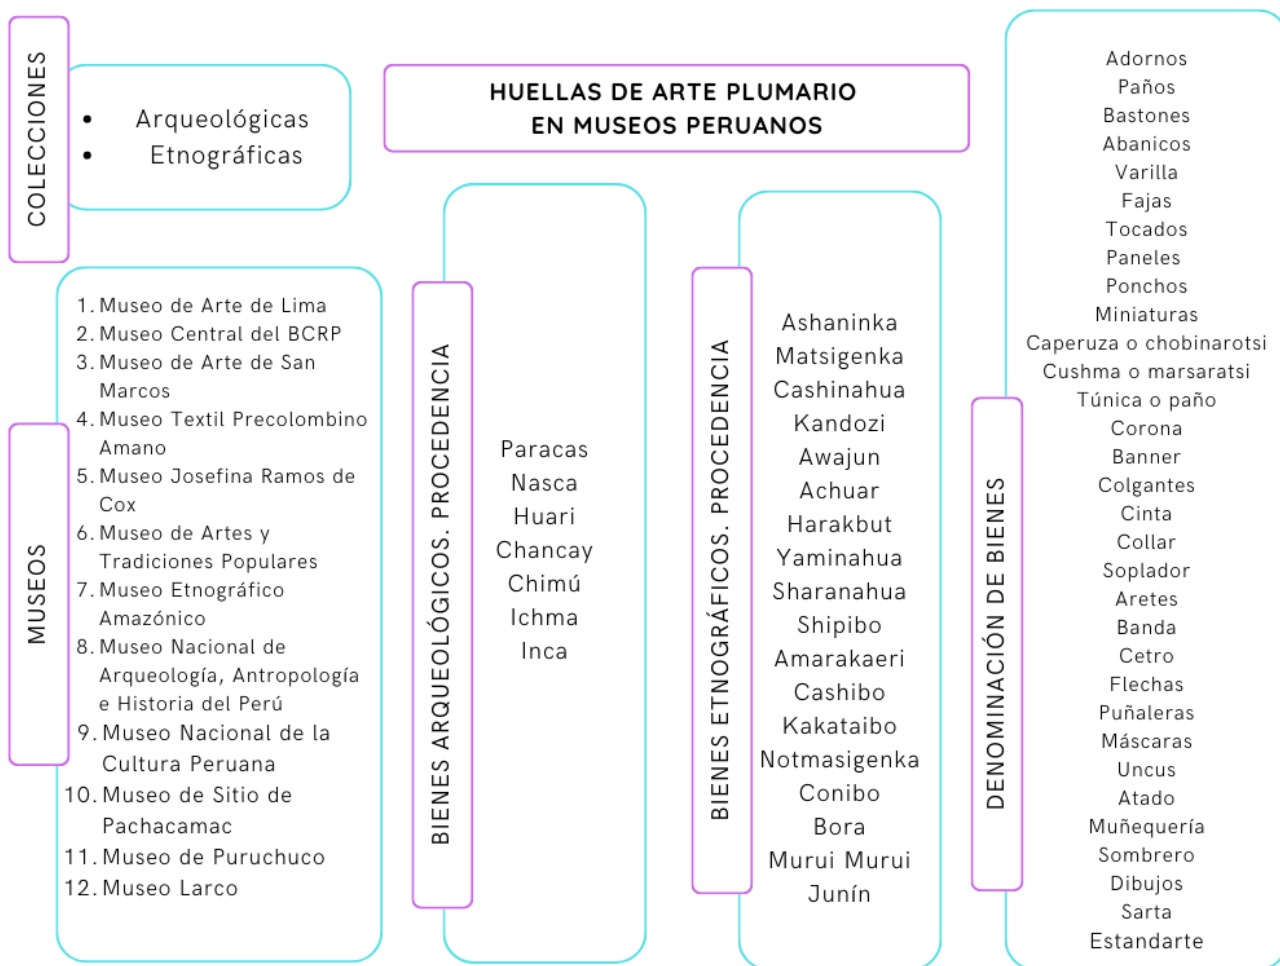 COLECCIONES
• Arqueológicas
• Etnográficas
HUELLAS DE ARTE PLUMARIO
EN MUSEOS PERUANOS
MUSEOS
1. Museo de Arte de Lima
2. Museo Central del BCRP
3. Museo de Arte de San
Marcos
4. Museo Textil Precolombino
Amano
5. Museo Josefina Ramos de
Cox
6. Museo de Artes y
Tradiciones Populares
7. Museo Etnográfico
Amazónico
8. Museo Nacional de
Arqueología, Antropología
e Historia del Perú
9. Museo Nacional de la
Cultura Peruana
10. Museo de Sitio de
Pachacamac
11. Museo de Puruchuco
12. Museo Larco
BIENES ARQUEOLÓGICOS. PROCEDENCIA
Paracas
Nasca
Huari
Chancay
Chimú
Ichma
Inca
BIENES ETNOGRÁFICOS. PROCEDENCIA
Ashaninka
Matsigenka
Cashinahua
Kandozi
Awajun
Achuar
Harakbut
Yaminahua
Sharanahua
Shipibo
Amarakaeri
Cashibo
Kakataibo
Notmasigenka
Conibo
Bora
Murui Murui
Junín
DENOMINACIÓN DE BIENES
Adornos
Paños
Bastones
Abanicos
Varilla
Fajas
Tocados
Paneles
Ponchos
Miniaturas
Caperuza o chobinarotsi
Cushma o marsaratsi
Túnica o paño
Corona
Banner
Colgantes
Cinta
Collar
Soplador
Aretes
Banda
Cetro
Flechas
Puñaleras
Máscaras
Uncus
Atado
Muñequería
Sombrero
Dibujos
Sarta
Estandarte